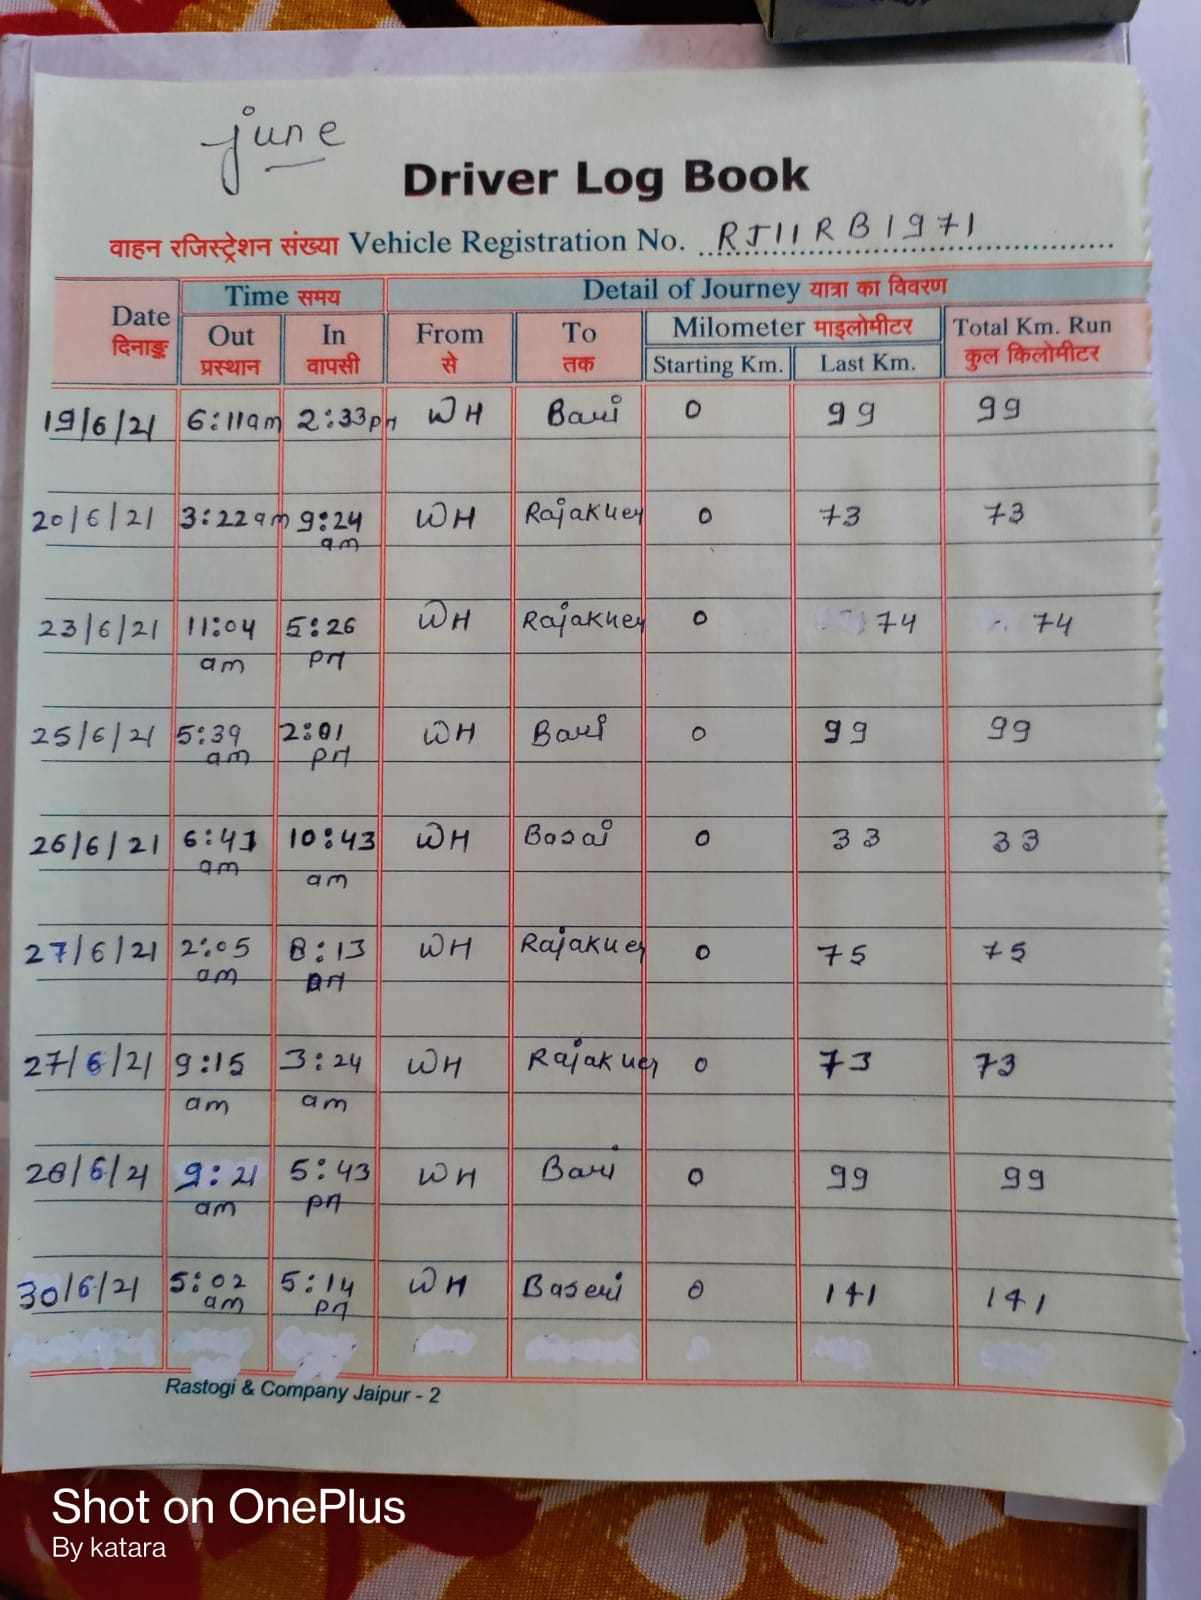 june
Driver Log Book
वाहन रजिस्ट्रेशन संख्या Vehicle Registration No. RJ11RB1971
Date दिनाङ्क Time समय Detail of Journey यात्रा का विवरण
Out प्रस्थान In वापसी From से To तक Milometer माइलोमीटर Total Km. Run कुल किलोमीटर
Starting Km. Last Km.
19/6/21 6:11am 2:33pm WH Bari 0 99 99
20/6/21 3:22am 9:24 am WH Rajakher 0 73 73
23/6/21 11:04 am 5:26 PM WH Rajakher 0 74 74
25/6/21 5:39 am 2:01 PM WH Bari 0 99 99
26/6/21 6:41 am 10:43 am WH Basai 0 33 33
27/6/21 2:05 am 8:13 WH Rajakher 0 75 75
27/6/21 9:15 am 3:24 am WH Rajakher 0 73 73
28/6/21 9:21 am 5:43 PM WH Bari 0 99 99
30/6/21 5:02 am 5:14 PM WH Baseri 0 141 141
Rastogi & Company Jaipur - 2
Shot on OnePlus
By katara